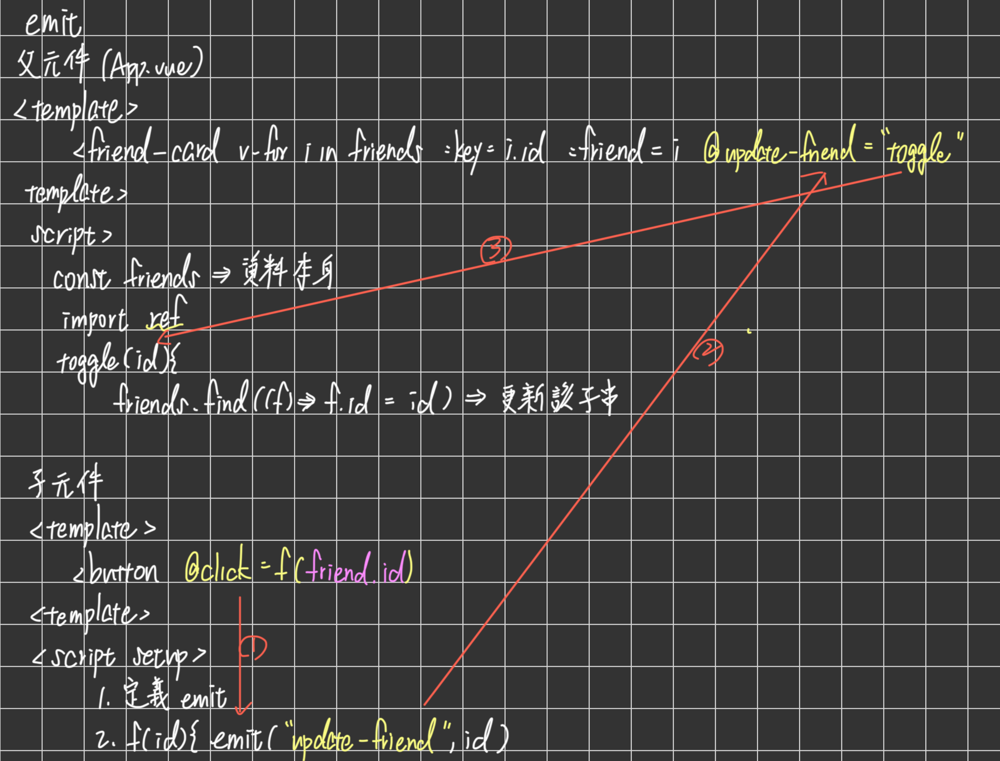 emit
父元件 (App.vue)
<template>
<friend-card v-for i in friends :key=i.id :friend=i @update-friend="toggle"
template>
script>
const friends ⇒ 資料庫身
import ref
③
toggle(id){
②
friends.find((f)⇒ f.id = id) ⇒ 更新該字串
子元件
<template>
<button @click=f(friend.id)
<template>
①
<script setup>
1. 定義 emit
2. f(id){ emit("update-friend", id)